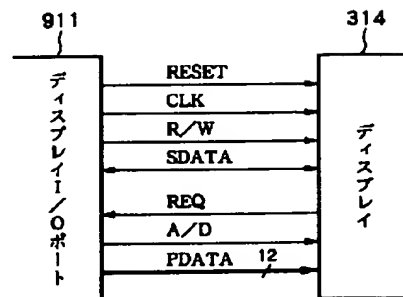 911
314
RESET
CLK
R/W
SDATA
REQ
A/D
PDATA
12
ディスプレイI/Oポート
ディスプレイ